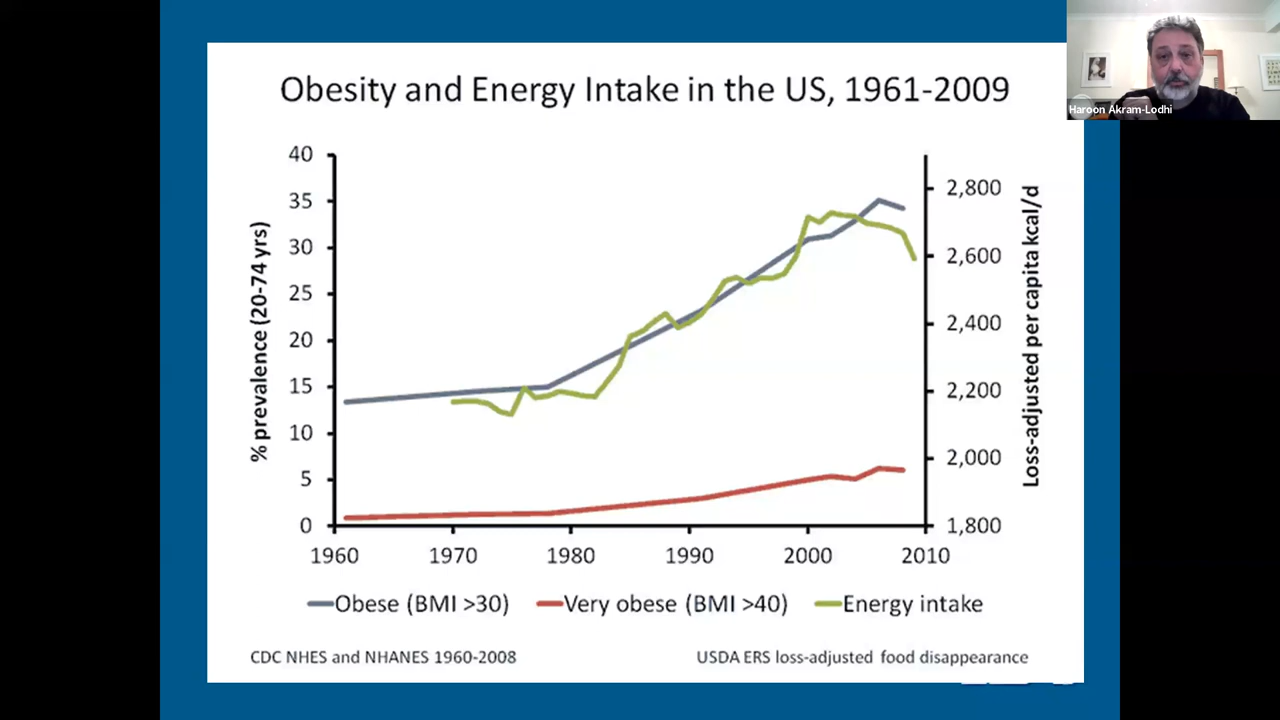 Obesity and Energy Intake in the US, 1961-2009
Haroon Akram-Lodhi
% prevalence (20-74 yrs)
40
35
30
25
20
15
10
5
0
2,800
2,600
2,400
2,200
2,000
1,800
Loss-adjusted per capita kcal/d
1960 1970 1980 1990 2000 2010
Obese (BMI >30) Very obese (BMI >40) Energy intake
CDC NHES and NHANES 1960-2008 USDA ERS loss-adjusted food disappearance